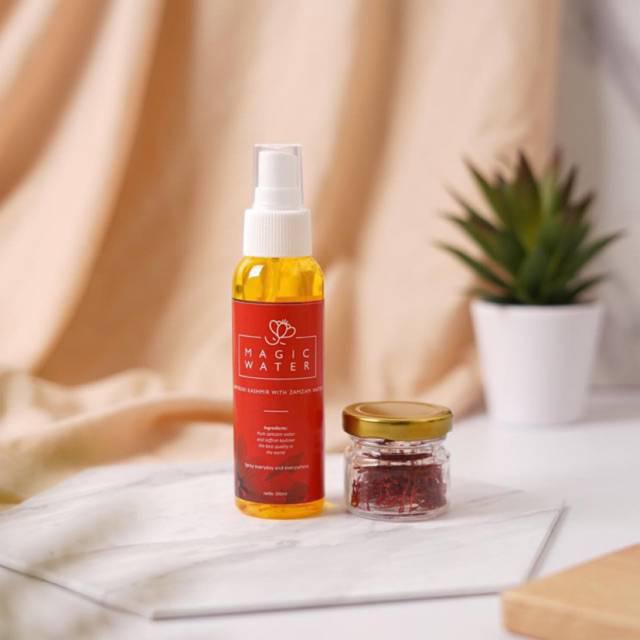 MAGIC
WATER
KASHMIR WITH ZAMZAM WATER
Ingredients:
Pure zamzam water
and saffron kashmir
the best quality in
the world
Spray everyday and everywhere
netto